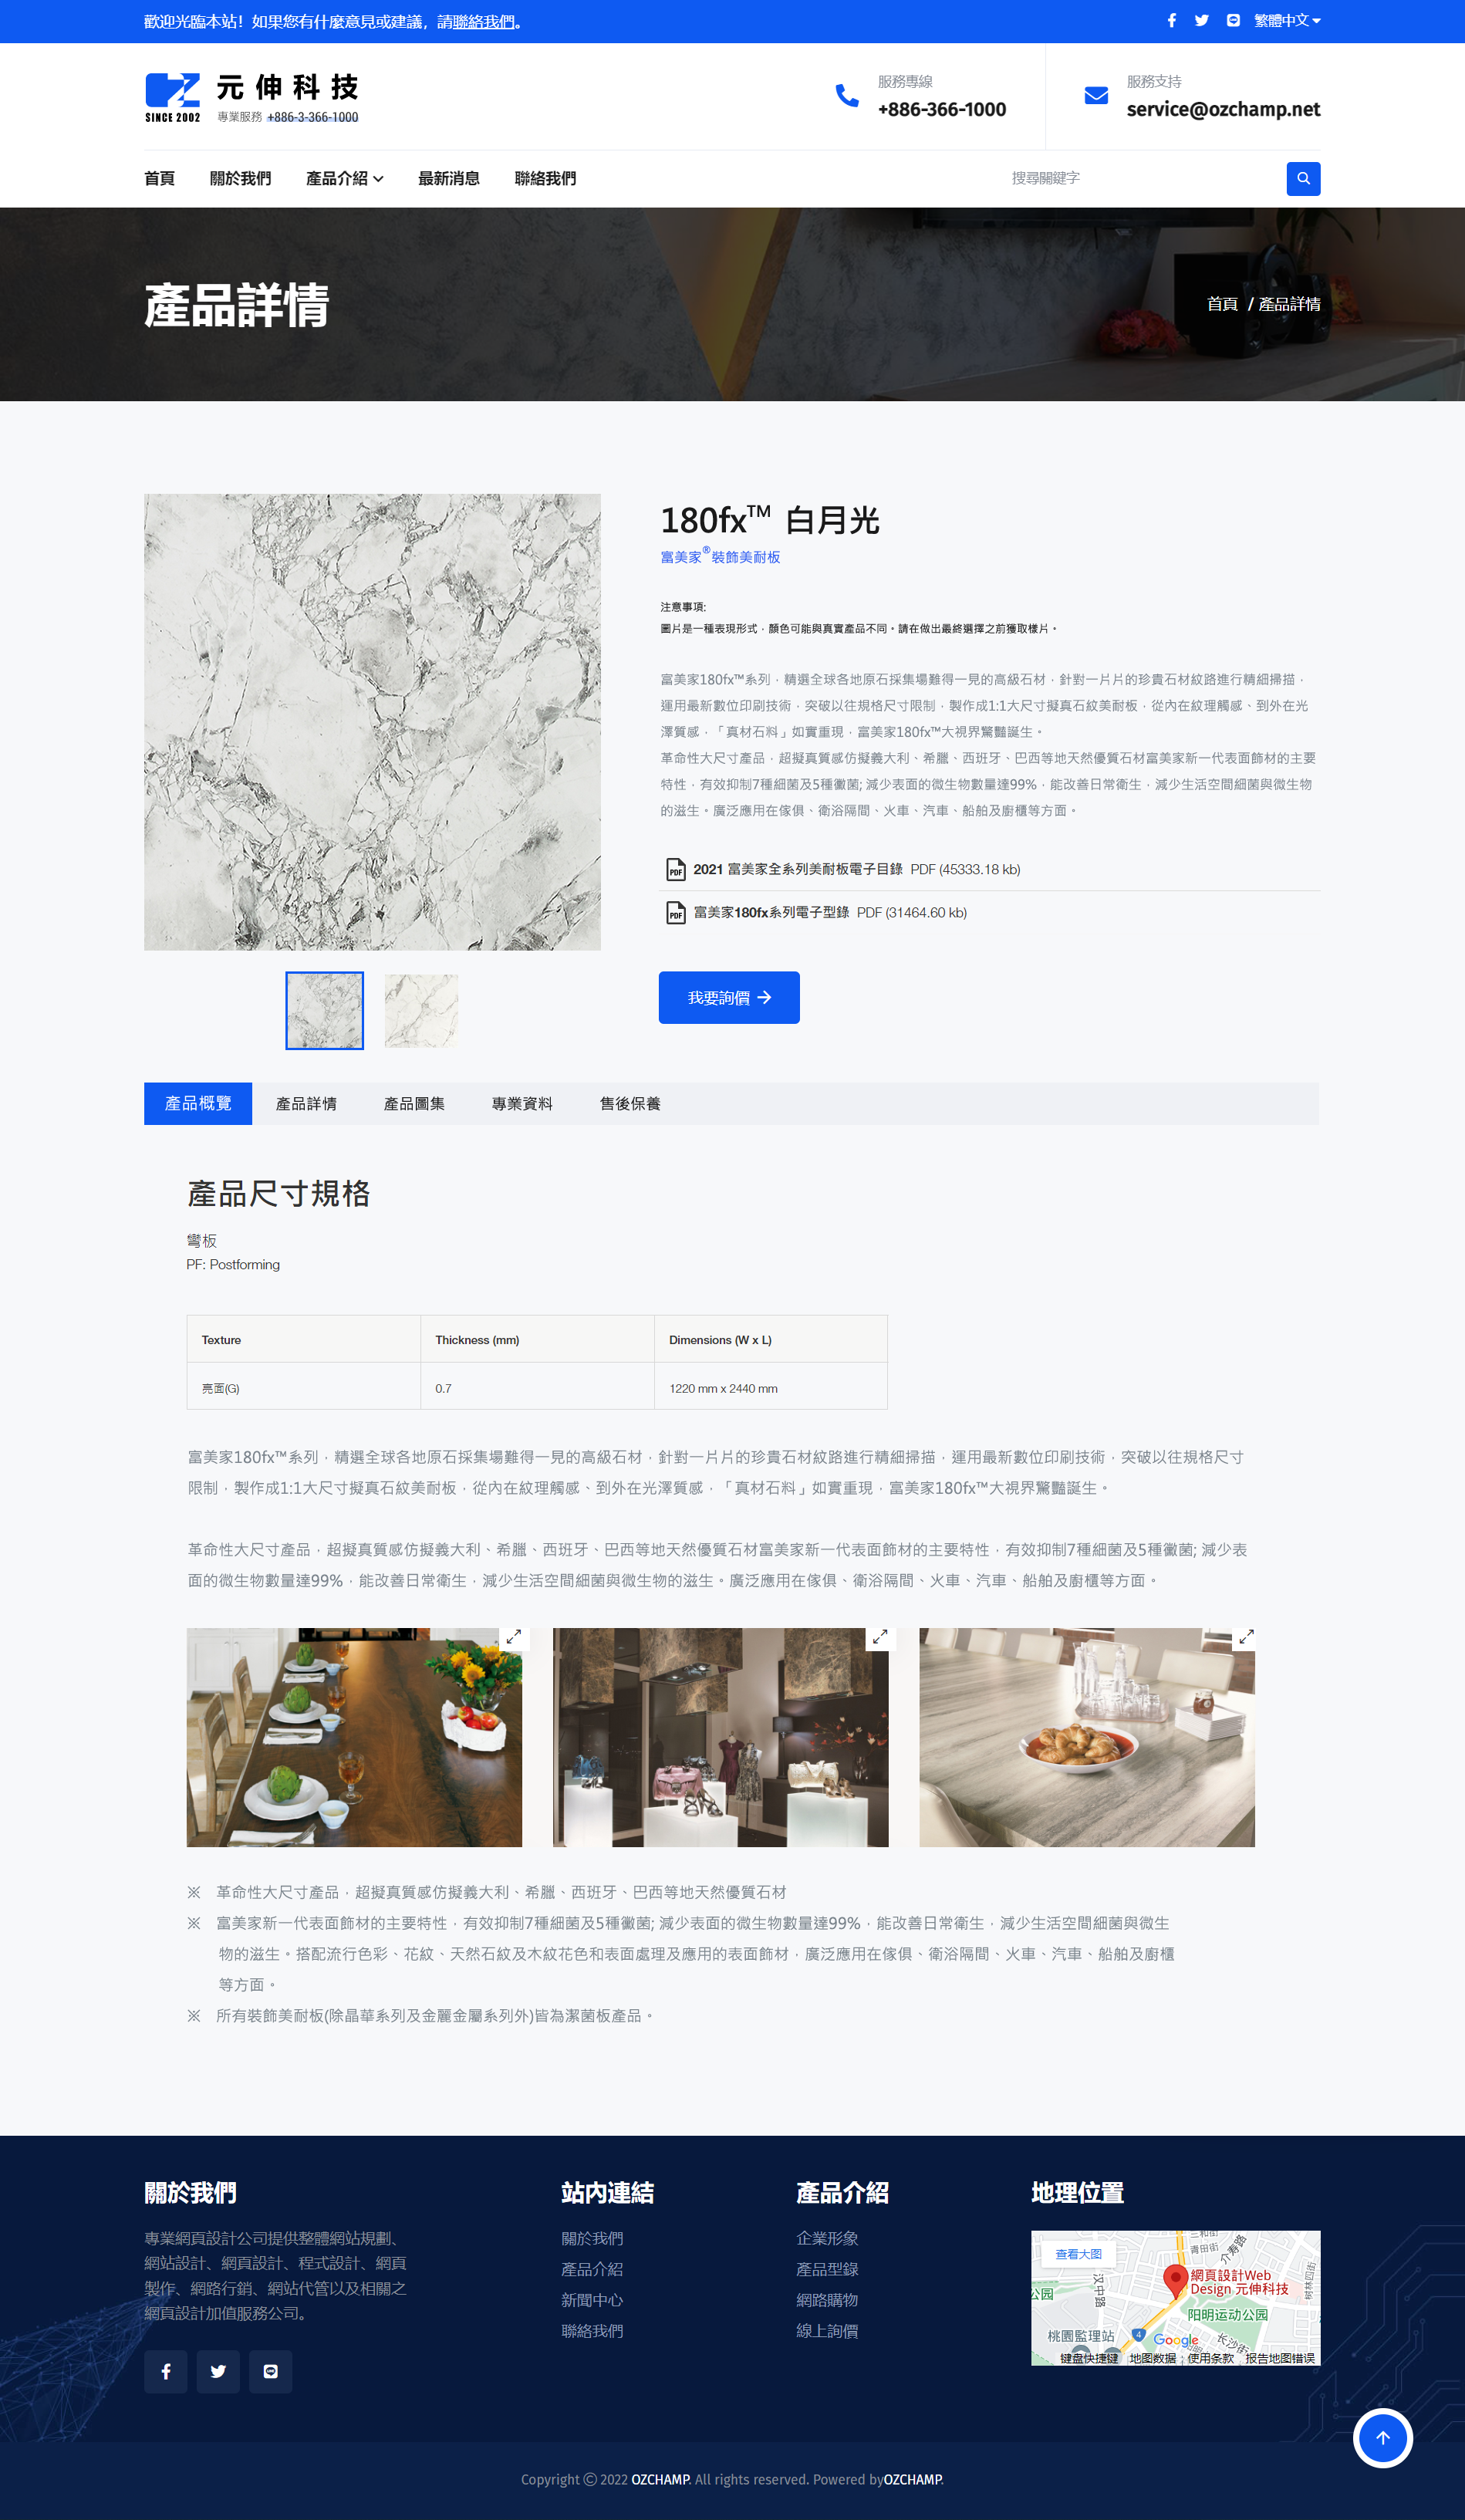 歡迎光臨本站！如果您有什麼意見或建議，請聯絡我們。
繁體中文
元伸科技
SINCE 2002
專業服務 +886-3-366-1000
服務專線
+886-366-1000
服務支持
service@ozchamp.net
首頁
關於我們
產品介紹
最新消息
聯絡我們
搜尋關鍵字
產品詳情
首頁 / 產品詳情
180fx™ 白月光
富美家®裝飾美耐板
注意事項:
圖片是一種表現形式，顏色可能與真實產品不同。請在做出最終選擇之前獲取樣片。
富美家180fx™系列，精選全球各地原石採集場難得一見的高級石材，針對一片片的珍貴石材紋路進行精細掃描，
運用最新數位印刷技術，突破以往規格尺寸限制，製作成1:1大尺寸擬真石紋美耐板，從內在紋理觸感、到外在光
澤質感，「真材石料」如實重現，富美家180fx™大視界驚豔誕生。
革命性大尺寸產品，超擬真質感仿擬義大利、希臘、西班牙、巴西等地天然優質石材富美家新一代表面飾材的主要
特性，有效抑制7種細菌及5種黴菌; 減少表面的微生物數量達99%，能改善日常衛生，減少生活空間細菌與微生物
的滋生。廣泛應用在傢俱、衛浴隔間、火車、汽車、船舶及廚櫃等方面。
PDF 2021 富美家全系列美耐板電子目錄 PDF (45333.18 kb)
PDF 富美家180fx系列電子型錄 PDF (31464.60 kb)
我要詢價
產品概覽
產品詳情
產品圖集
專業資料
售後保養
產品尺寸規格
彎板
PF: Postforming
Texture
Thickness (mm)
Dimensions (W x L)
亮面(G)
0.7
1220 mm x 2440 mm
富美家180fx™系列，精選全球各地原石採集場難得一見的高級石材，針對一片片的珍貴石材紋路進行精細掃描，運用最新數位印刷技術，突破以往規格尺寸
限制，製作成1:1大尺寸擬真石紋美耐板，從內在紋理觸感、到外在光澤質感，「真材石料」如實重現，富美家180fx™大視界驚豔誕生。
革命性大尺寸產品，超擬真質感仿擬義大利、希臘、西班牙、巴西等地天然優質石材富美家新一代表面飾材的主要特性，有效抑制7種細菌及5種黴菌; 減少表
面的微生物數量達99%，能改善日常衛生，減少生活空間細菌與微生物的滋生。廣泛應用在傢俱、衛浴隔間、火車、汽車、船舶及廚櫃等方面。
※ 革命性大尺寸產品，超擬真質感仿擬義大利、希臘、西班牙、巴西等地天然優質石材
※ 富美家新一代表面飾材的主要特性，有效抑制7種細菌及5種黴菌; 減少表面的微生物數量達99%，能改善日常衛生，減少生活空間細菌與微生
物的滋生。搭配流行色彩、花紋、天然石紋及木紋花色和表面處理及應用的表面飾材，廣泛應用在傢俱、衛浴隔間、火車、汽車、船舶及廚櫃
等方面。
※ 所有裝飾美耐板(除晶華系列及金屬金屬系列外)皆為潔菌板產品。
關於我們
專業網頁設計公司提供整體網站規劃、
網站設計、網頁設計、程式設計、網頁
製作、網路行銷、網站代管以及相關之
網頁設計加值服務公司。
站內連結
關於我們
產品介紹
新聞中心
聯絡我們
產品介紹
企業形象
產品型錄
網路購物
線上詢價
地理位置
三和街
青田街
介寿路
查看大图
汉中路
公园
網頁設計Web
Design 元伸科技
樹林四街
阳明运动公园
桃園監理站
4
Google
长沙街
键盘快捷键 地图数据 使用条款 报告地图错误
Copyright © 2022 OZCHAMP. All rights reserved. Powered byOZCHAMP.